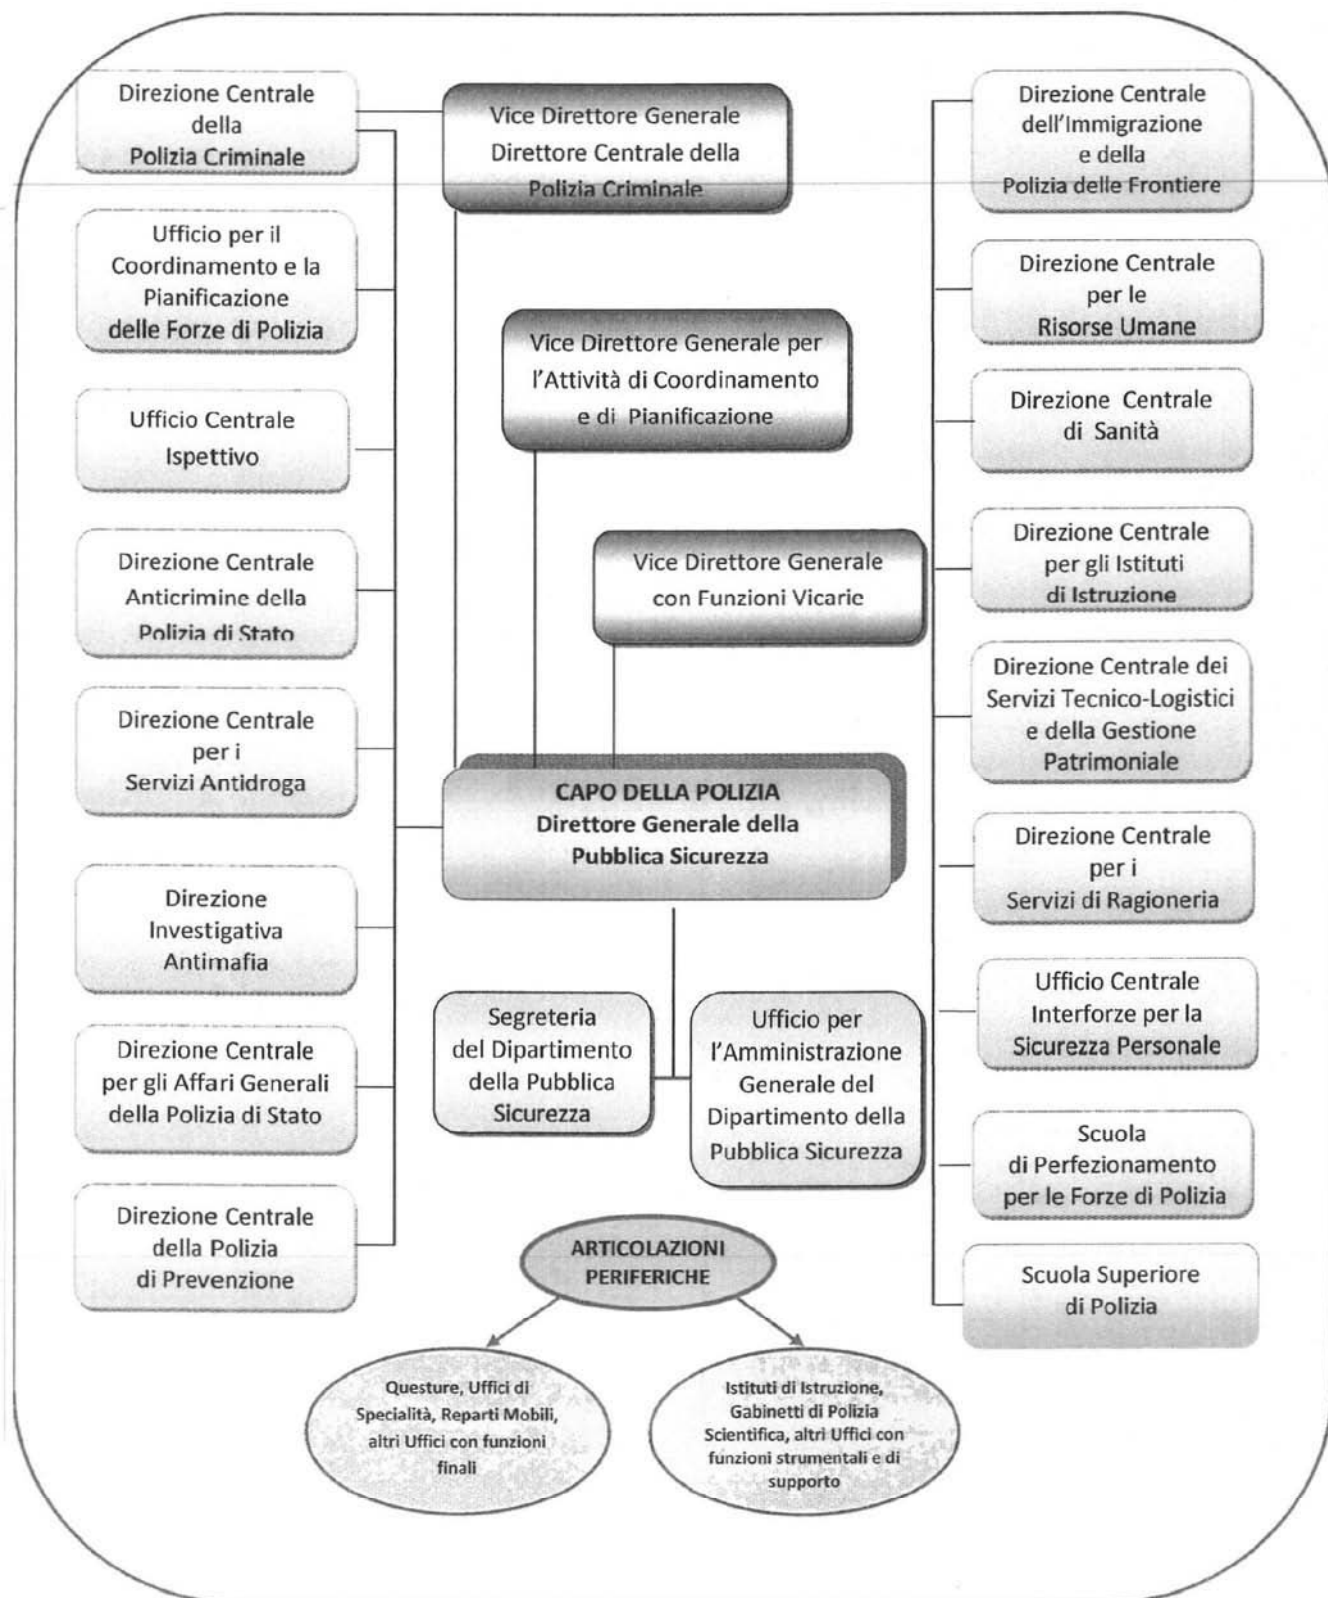 Direzione Centrale
della
Polizia Criminale
Ufficio per il
Coordinamento e la
Pianificazione
delle Forze di Polizia
Ufficio Centrale
Ispettivo
Direzione Centrale
Anticrimine della
Polizia di Stato
Direzione Centrale
per i
Servizi Antidroga
Direzione
Investigativa
Antimafia
Direzione Centrale
per gli Affari Generali
della Polizia di Stato
Direzione Centrale
della Polizia
di Prevenzione
Vice Direttore Generale
Direttore Centrale della
Polizia Criminale
Vice Direttore Generale per
l'Attività di Coordinamento
e di Pianificazione
Vice Direttore Generale
con Funzioni Vicarie
CAPO DELLA POLIZIA
Direttore Generale della
Pubblica Sicurezza
Segreteria
del Dipartimento
della Pubblica
Sicurezza
Ufficio per
l'Amministrazione
Generale del
Dipartimento della
Pubblica Sicurezza
ARTICOLAZIONI
PERIFERICHE
Questure, Uffici di
Specialità, Reparti Mobili,
altri Uffici con funzioni
finali
Istituti di Istruzione,
Gabinetti di Polizia
Scientifica, altri Uffici con
funzioni strumentali e di
supporto
Direzione Centrale
dell'Immigrazione
e della
Polizia delle Frontiere
Direzione Centrale
per le
Risorse Umane
Direzione Centrale
di Sanità
Direzione Centrale
per gli Istituti
di Istruzione
Direzione Centrale dei
Servizi Tecnico-Logistici
e della Gestione
Patrimoniale
Direzione Centrale
per i
Servizi di Ragioneria
Ufficio Centrale
Interforze per la
Sicurezza Personale
Scuola
di Perfezionamento
per le Forze di Polizia
Scuola Superiore
di Polizia